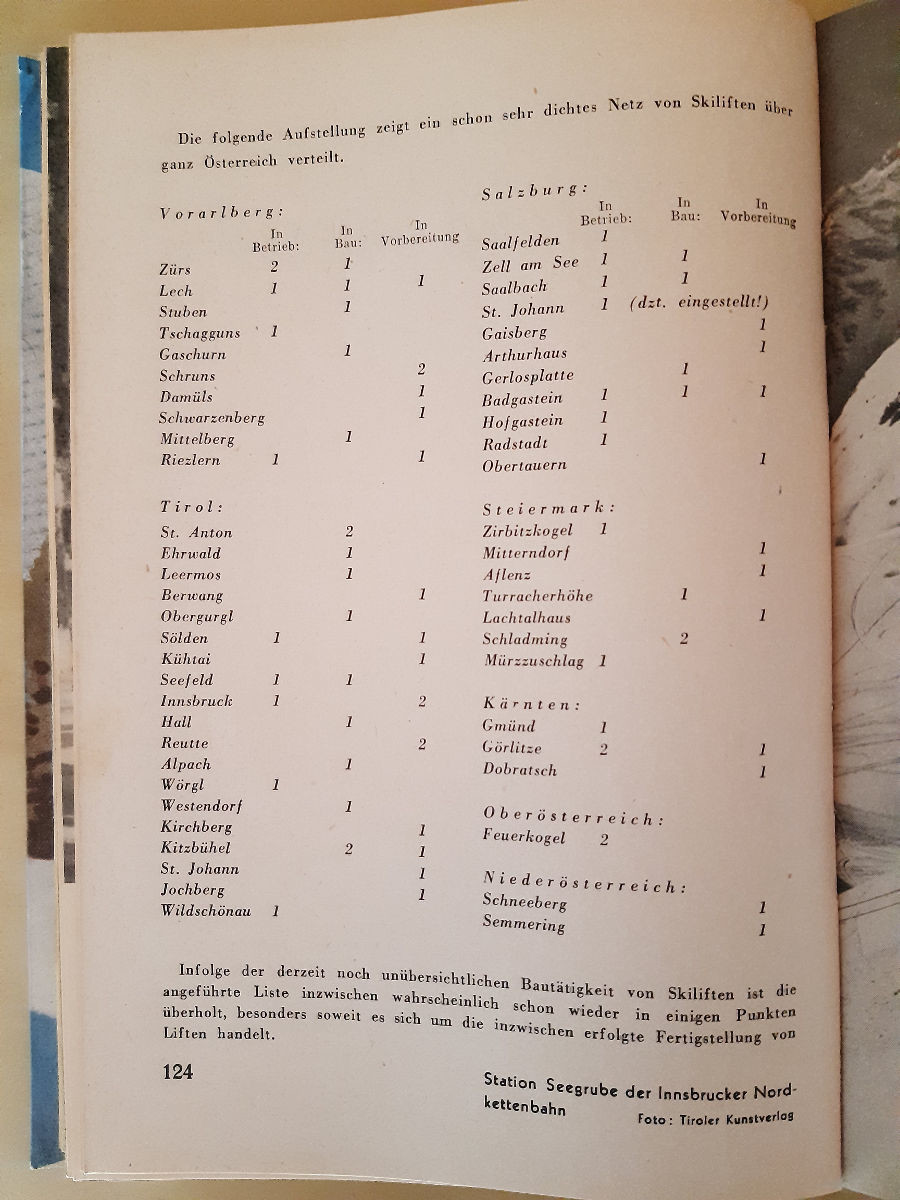 Die folgende Aufstellung zeigt ein schon sehr dichtes Netz von Skiliften über
ganz Österreich verteilt.
Vorarlberg:
In Betrieb: In Bau: In Vorbereitung
Zürs 2 1
Lech 1 1 1
Stuben 1
Tschagguns 1
Gaschurn 1
Schruns 2
Damüls 1
Schwarzenberg 1
Mittelberg 1
Riezlern 1 1
Tirol:
St. Anton 2
Ehrwald 1
Leermos 1
Berwang 1
Obergurgl 1
Sölden 1 1
Kühtai 1
Seefeld 1 1
Innsbruck 1 2
Hall 1
Reutte 2
Alpach 1
Wörgl 1
Westendorf 1
Kirchberg 1
Kitzbühel 2 1
St. Johann 1
Jochberg 1
Wildschönau 1
Salzburg:
In Betrieb: In Bau: In Vorbereitung
Saalfelden 1
Zell am See 1 1
Saalbach 1 1
St. Johann 1 (dzt. eingestellt!)
Gaisberg 1
Arthurhaus 1
Gerlosplatte 1
Badgastein 1 1 1
Hofgastein 1
Radstadt 1
Obertauern 1
Steiermark:
Zirbitzkogel 1
Mitterndorf 1
Aflenz 1
Turracherhöhe 1
Lachtalhaus 1
Schladming 2
Mürzzuschlag 1
Kärnten:
Gmünd 1
Görlitze 2 1
Dobratsch 1
Oberösterreich:
Feuerkogel 2
Niederösterreich:
Schneeberg 1
Semmering 1
Infolge der derzeit noch unübersichtlichen Bautätigkeit von Skiliften ist die
angeführte Liste inzwischen wahrscheinlich schon wieder in einigen Punkten
überholt, besonders soweit es sich um die inzwischen erfolgte Fertigstellung von
Liften handelt.
124
Station Seegrube der Innsbrucker Nord-
kettenbahn
Foto: Tiroler Kunstverlag